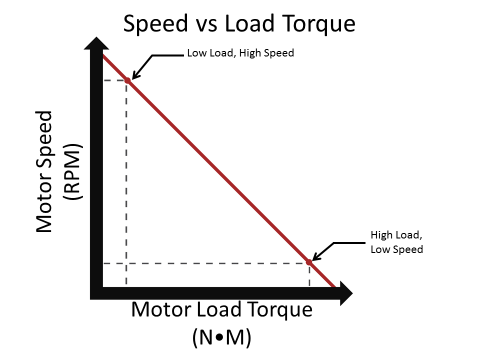 Speed vs Load Torque
Low Load, High Speed
Motor Speed
(RPM)
High Load,
Low Speed
Motor Load Torque
(N•M)